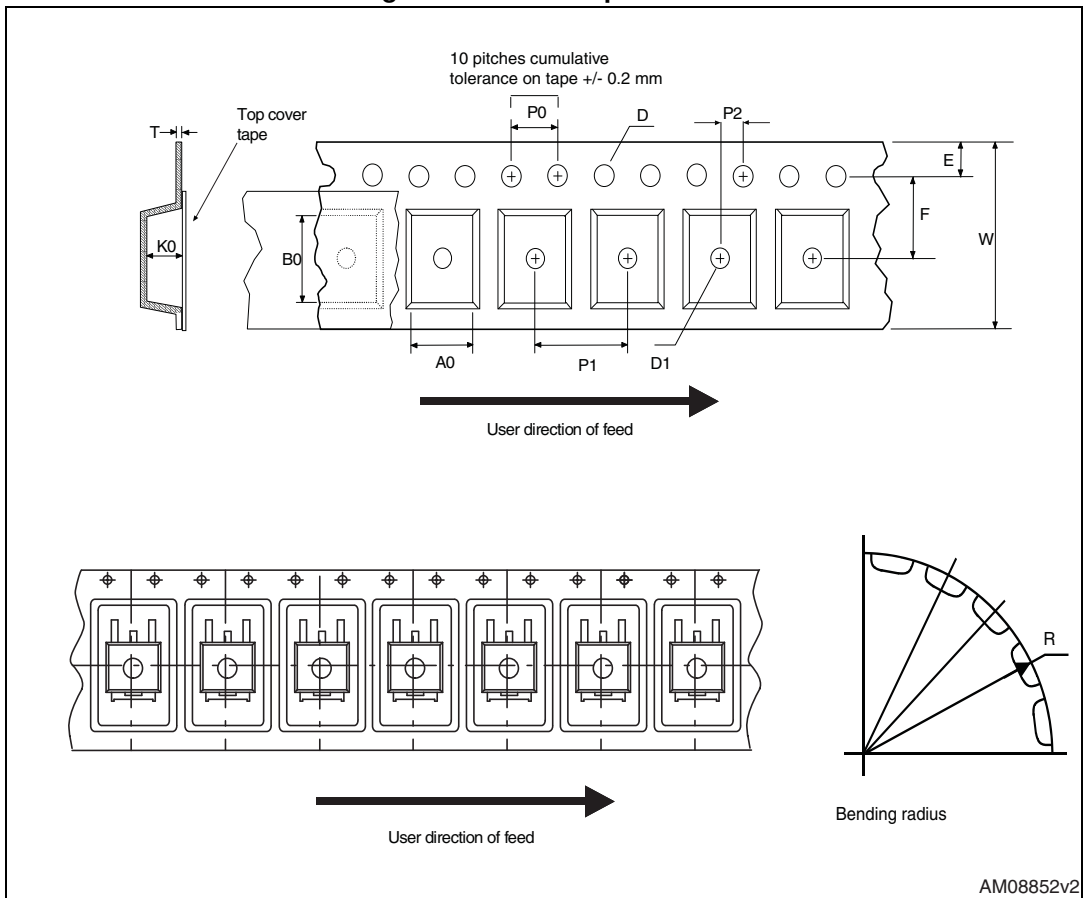 10 pitches cumulative
tolerance on tape +/- 0.2 mm
Top cover
tape
T
P0
D
P2
E
F
W
K0
B0
A0
P1
D1
User direction of feed
R
Bending radius
User direction of feed
AM08852v2